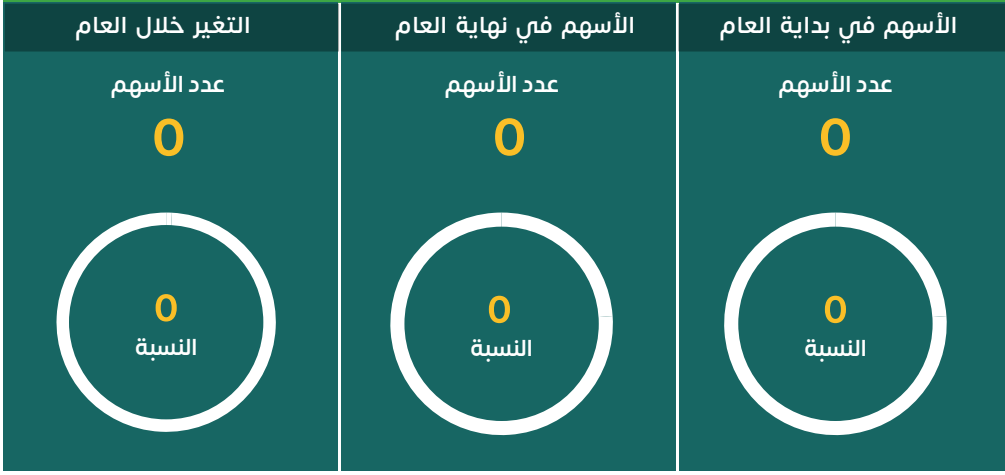 الأسهم في بداية العام
عدد الأسهم
0
0
النسبة
الأسهم في نهاية العام
عدد الأسهم
0
0
النسبة
التغير خلال العام
عدد الأسهم
0
0
النسبة